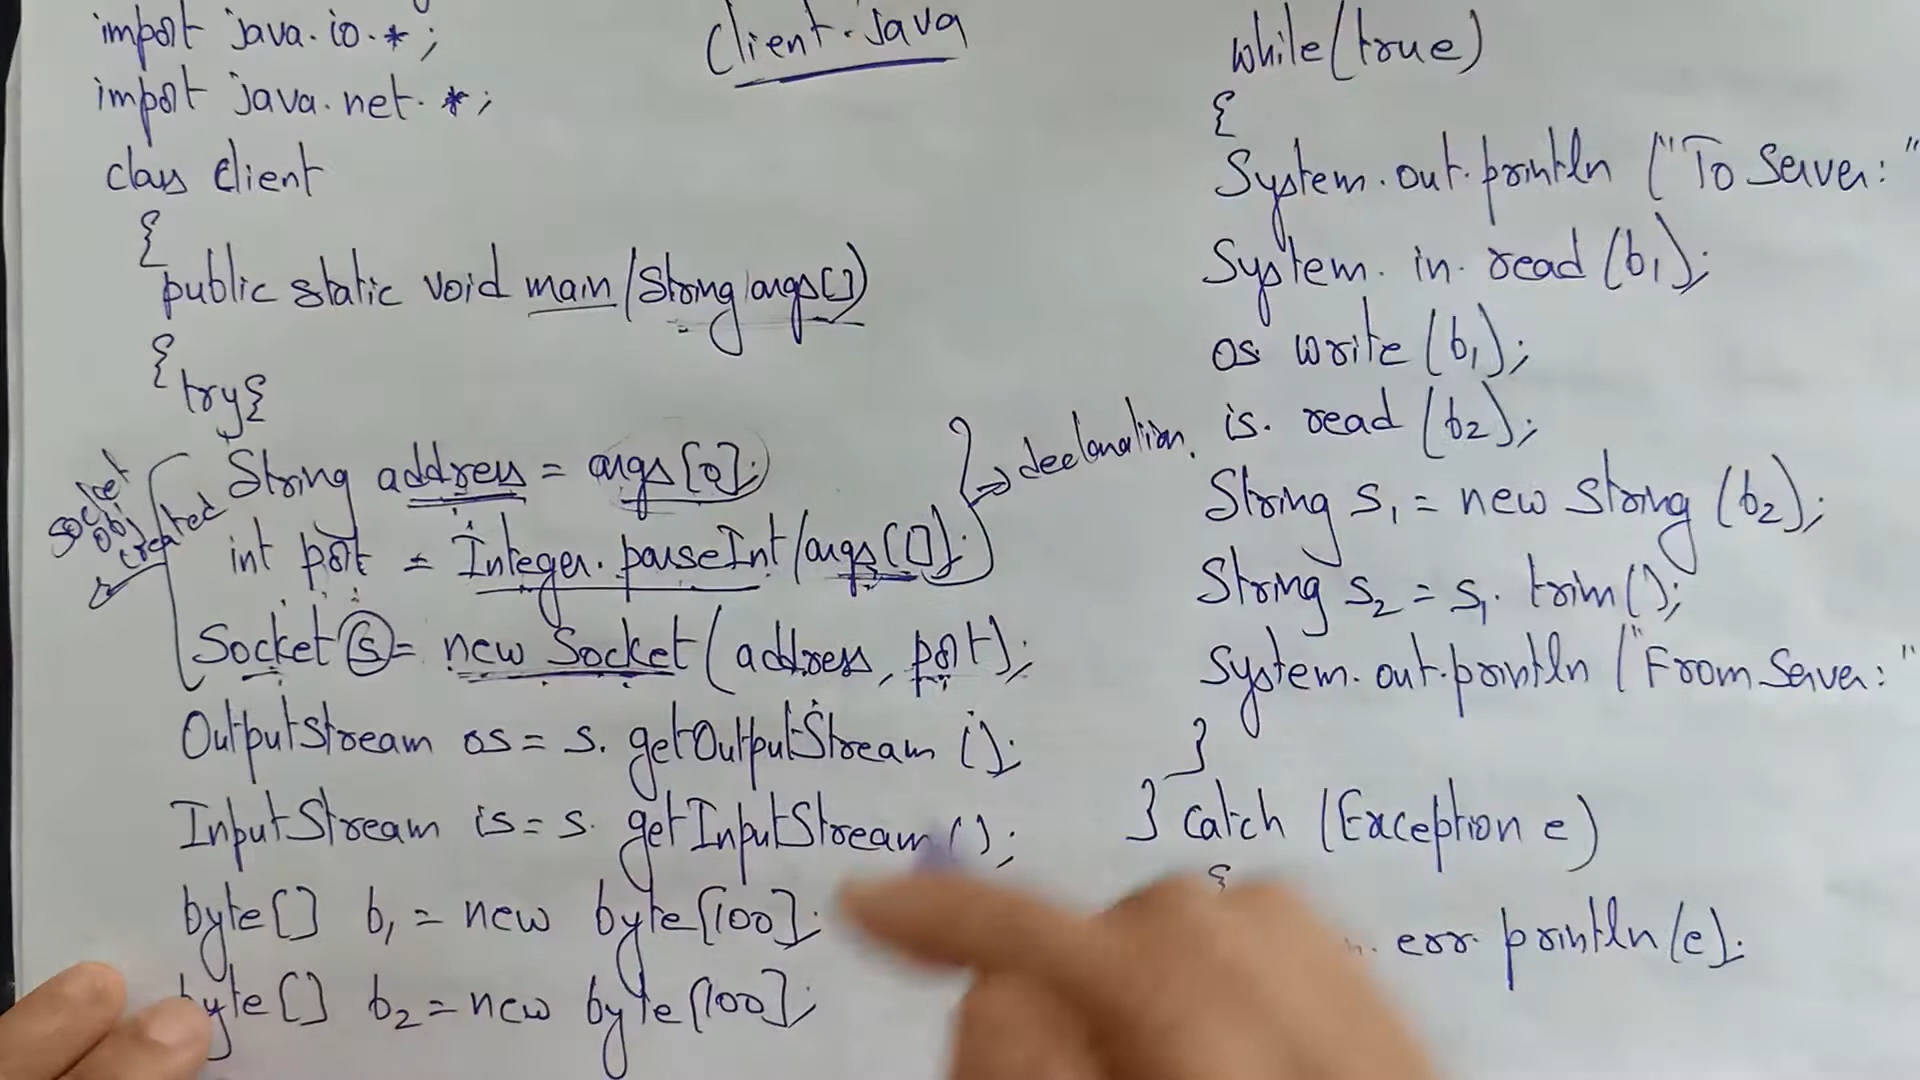 import java.io.*;
import java.net.*;
Client.java
class Client
{
public static void main(String args[])
{
try{
String address = args[0];
int port = Integer.parseInt(args[1]);
} → declaration.
socket
obj
created
Socket s = new Socket(address, port);
OutputStream os = s.getOutputStream();
InputStream is = s.getInputStream();
byte[] b1 = new byte[100];
byte[] b2 = new byte[100];
while(true)
{
System.out.println ("To Server:"
System.in.read(b1);
os write(b1);
is.read(b2);
String s1 = new String(b2);
String s2 = s1.trim();
System.out.println ("From Server:"
}
} catch (Exception e)
{
err.println(e);